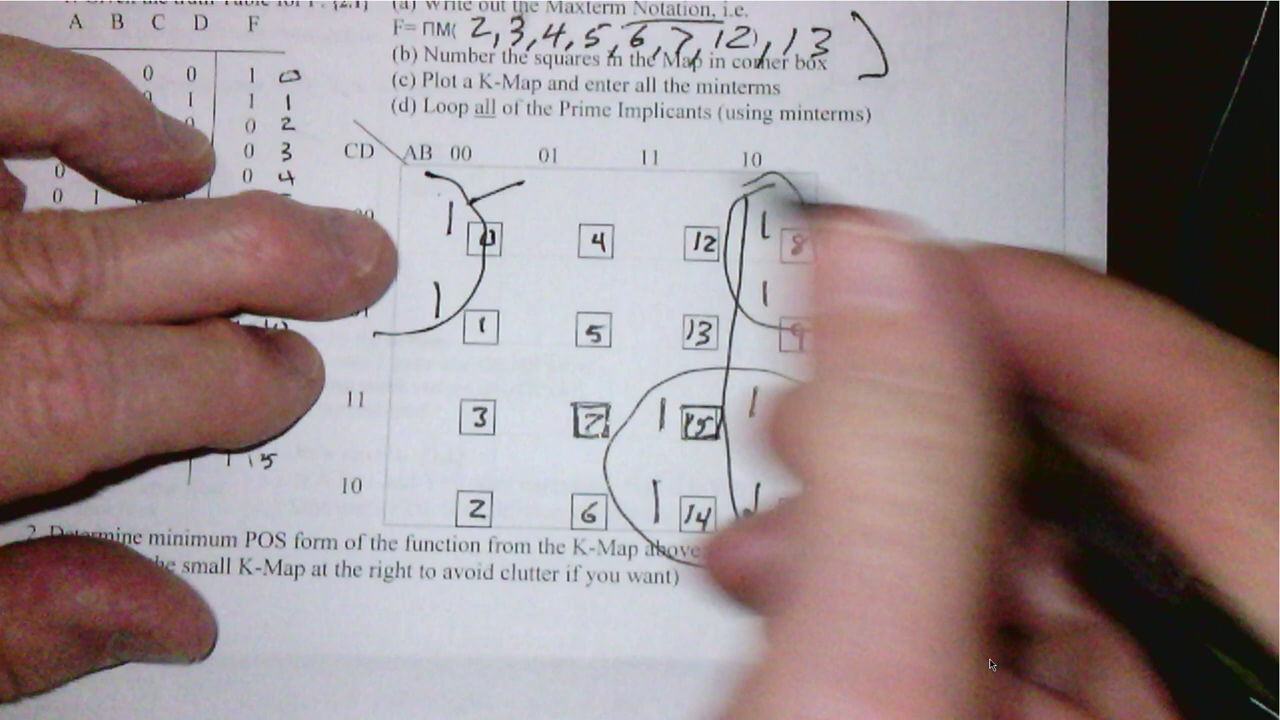 (a) Write out the Maxterm Notation, i.e.
A B C D F
F= ΠM( 2,3,4,5,6,7,12),13
(b) Number the squares in the Map in corner box
0 0 1 0
(c) Plot a K-Map and enter all the minterms
1 1 1
(d) Loop all of the Prime Implicants (using minterms)
0 2
0 3
CD AB 00 01 11 10
0 0 4
0 1
1 0 4 12 1 8
1 1 5 13 1 9
11 3 7 1 15 1
1 15
10 2 6 1 14 1
2. Determine minimum POS form of the function from the K-Map above
small K-Map at the right to avoid clutter if you want)